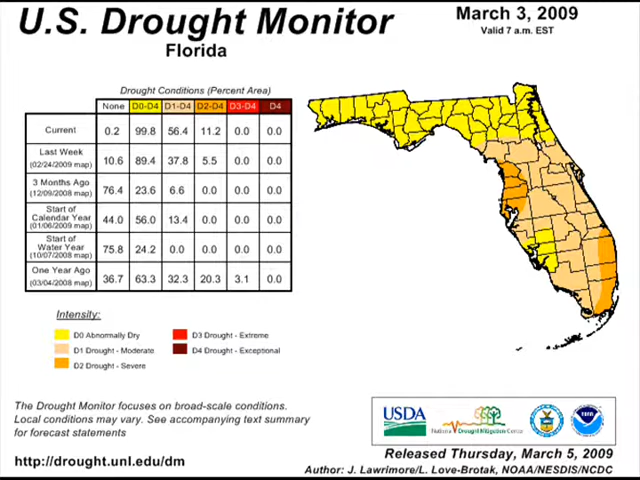 U.S. Drought Monitor
Florida
March 3, 2009
Valid 7 a.m. EST
Drought Conditions (Percent Area)
None D0-D4 D1-D4 D2-D4 D3-D4 D4
Current 0.2 99.8 56.4 11.2 0.0 0.0
Last Week
(02/24/2009 map) 10.6 89.4 37.8 5.5 0.0 0.0
3 Months Ago
(12/09/2008 map) 76.4 23.6 6.6 0.0 0.0 0.0
Start of
Calendar Year
(01/06/2009 map) 44.0 56.0 13.4 0.0 0.0 0.0
Start of
Water Year
(10/07/2008 map) 75.8 24.2 0.0 0.0 0.0 0.0
One Year Ago
(03/04/2008 map) 36.7 63.3 32.3 20.3 3.1 0.0
Intensity:
D0 Abnormally Dry
D1 Drought - Moderate
D2 Drought - Severe
D3 Drought - Extreme
D4 Drought - Exceptional
The Drought Monitor focuses on broad-scale conditions.
Local conditions may vary. See accompanying text summary
for forecast statements
http://drought.unl.edu/dm
USDA
National Drought Mitigation Center
Released Thursday, March 5, 2009
Author: J. Lawrimore/L. Love-Brotak, NOAA/NESDIS/NCDC